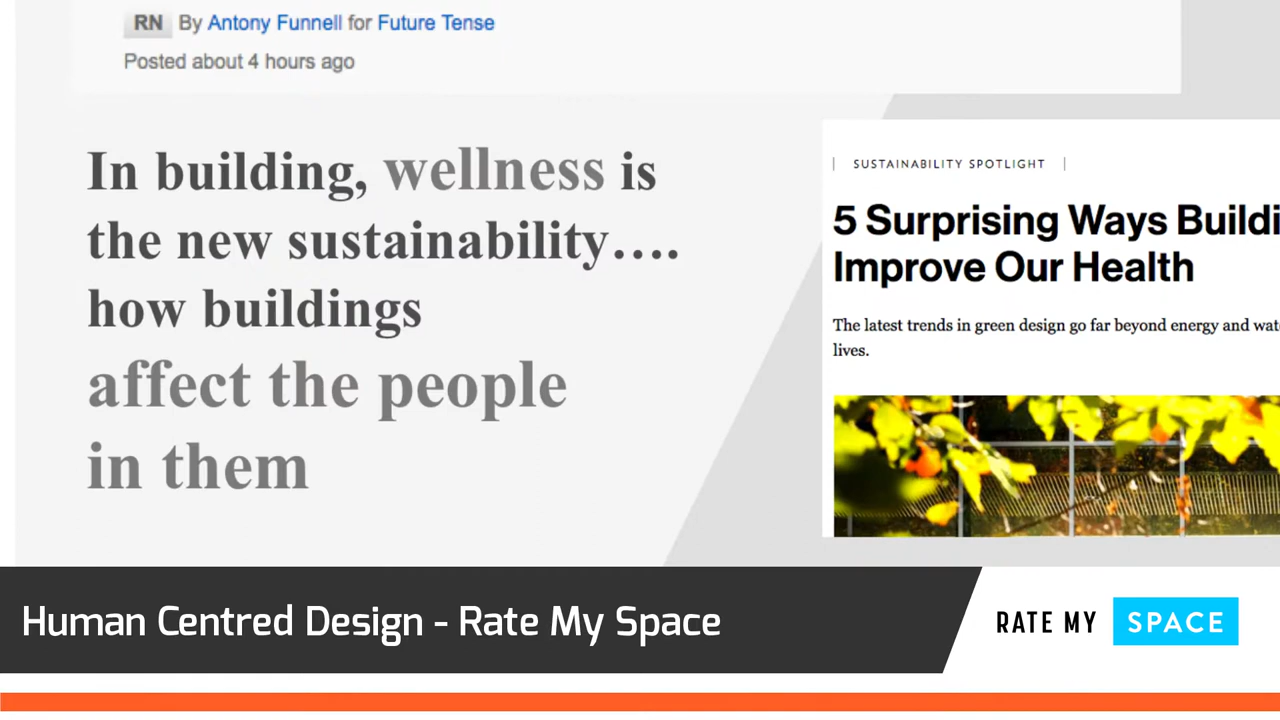 RN By Antony Funnell for Future Tense
Posted about 4 hours ago
In building, wellness is
the new sustainability….
how buildings
affect the people
in them
| SUSTAINABILITY SPOTLIGHT |
5 Surprising Ways Buildi
Improve Our Health
The latest trends in green design go far beyond energy and wat
lives.
Human Centred Design - Rate My Space
RATE MY SPACE